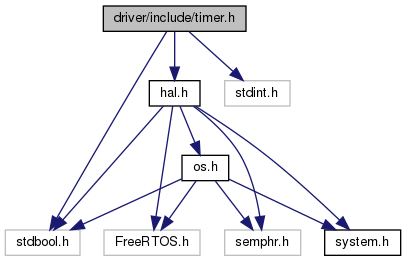 driver/include/timer.h
hal.h
stdint.h
os.h
stdbool.h
FreeRTOS.h
semphr.h
system.h